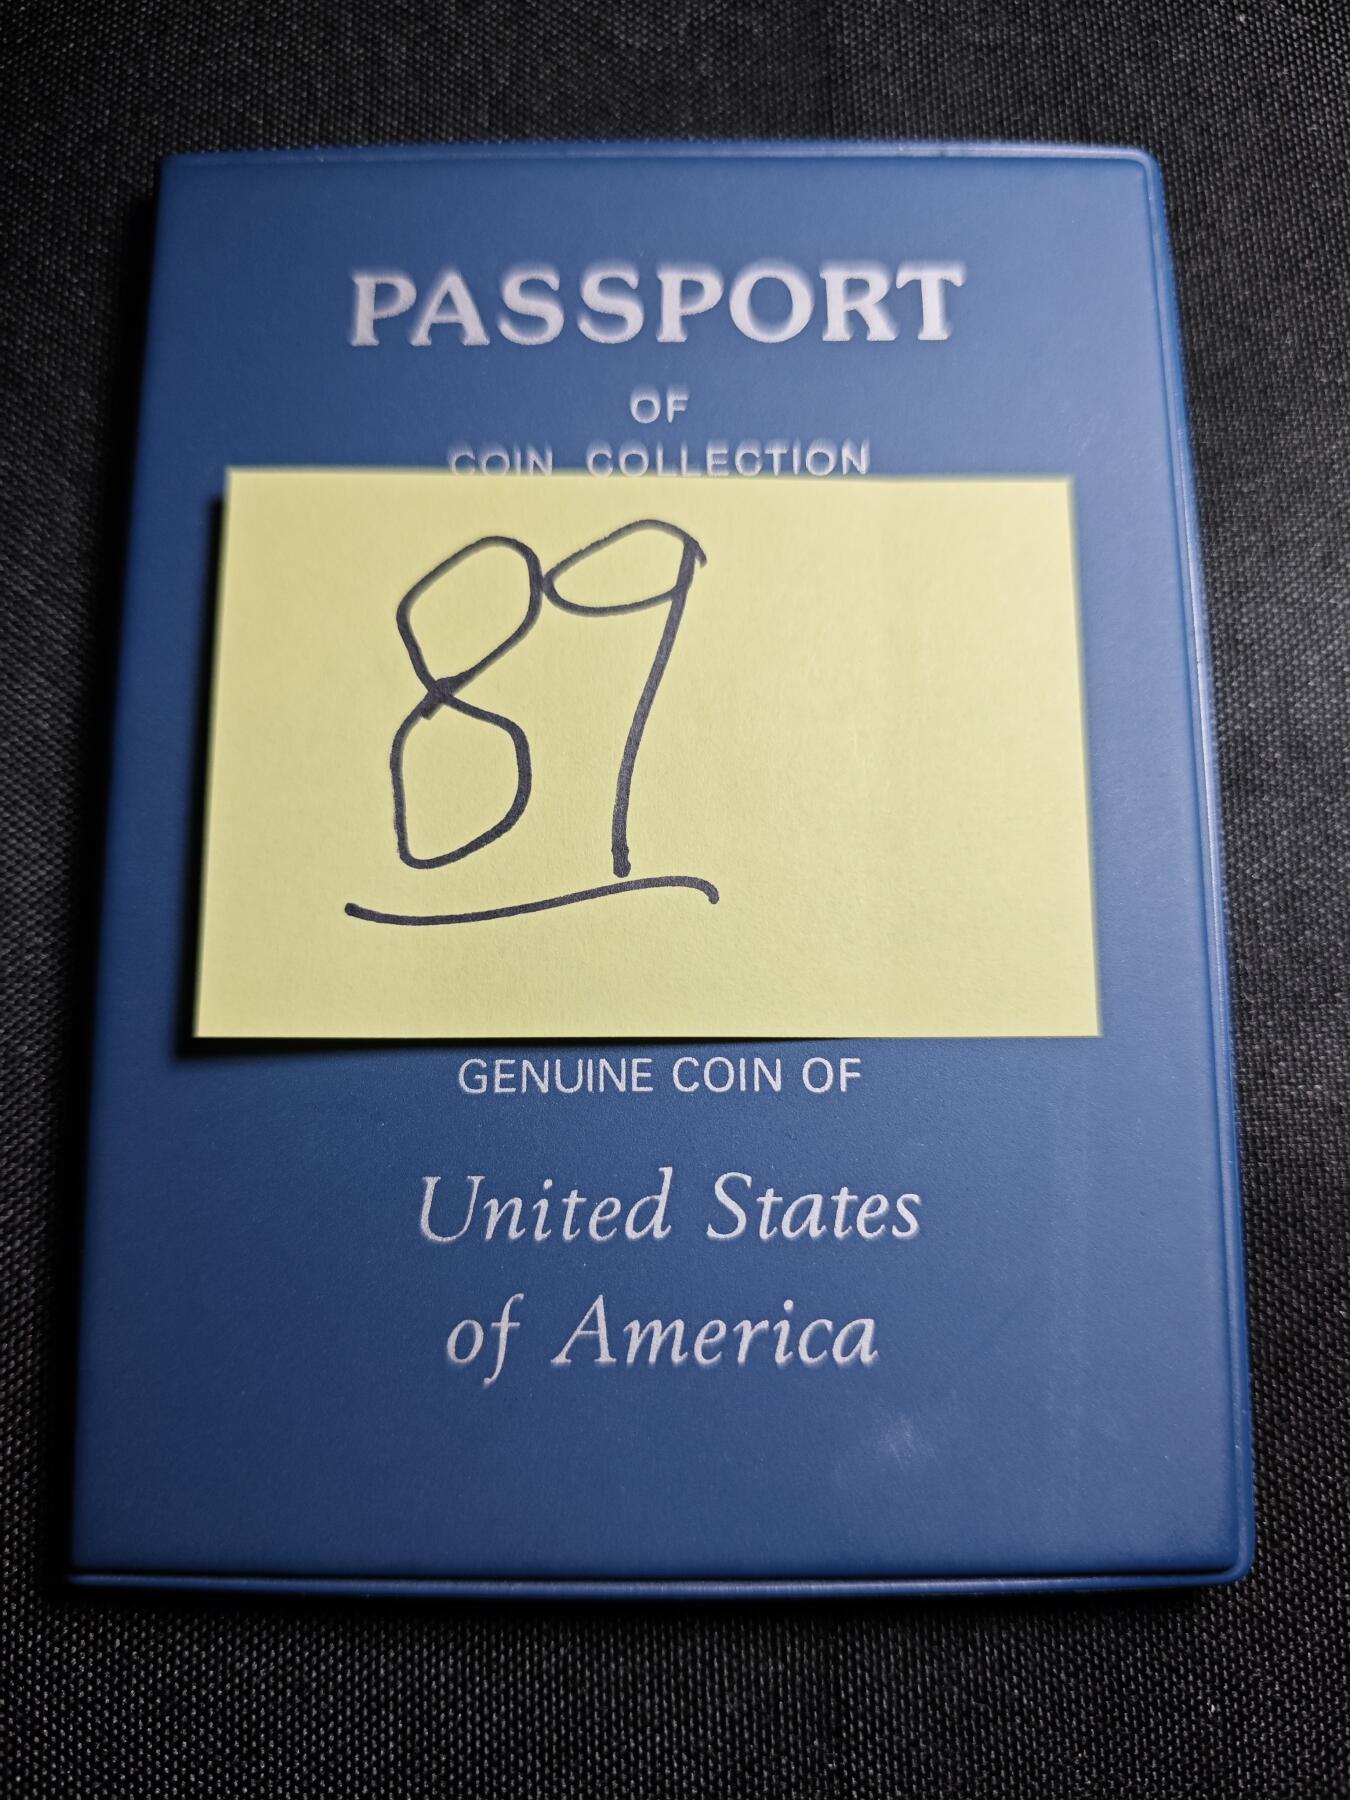 PASSPORT
OF
COIN COLLECTION
89
GENUINE COIN OF
United States
of America